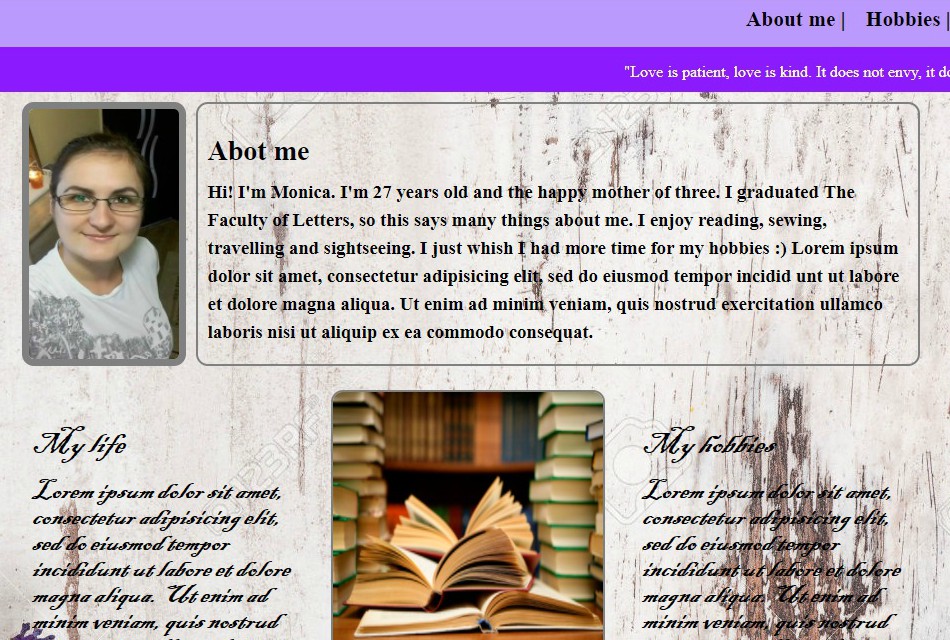 About me | Hobbies |
"Love is patient, love is kind. It does not envy, it
Abot me
Hi! I'm Monica. I'm 27 years old and the happy mother of three. I graduated The
Faculty of Letters, so this says many things about me. I enjoy reading, sewing,
travelling and sightseeing. I just whish I had more time for my hobbies :) Lorem ipsum
dolor sit amet, consectetur adipisicing elit, sed do eiusmod tempor incidid unt ut labore
et dolore magna aliqua. Ut enim ad minim veniam, quis nostrud exercitation ullamco
laboris nisi ut aliquip ex ea commodo consequat.
My life
Lorem ipsum dolor sit amet,
consectetur adipisicing elit,
sed do eiusmod tempor
incididunt ut labore et dolore
magna aliqua. Ut enim ad
minim veniam, quis nostrud
My hobbies
Lorem ipsum dolor sit amet,
consectetur adipisicing elit,
sed do eiusmod tempor
incididunt ut labore et dolore
magna aliqua. Ut enim ad
minim veniam, quis nostrud